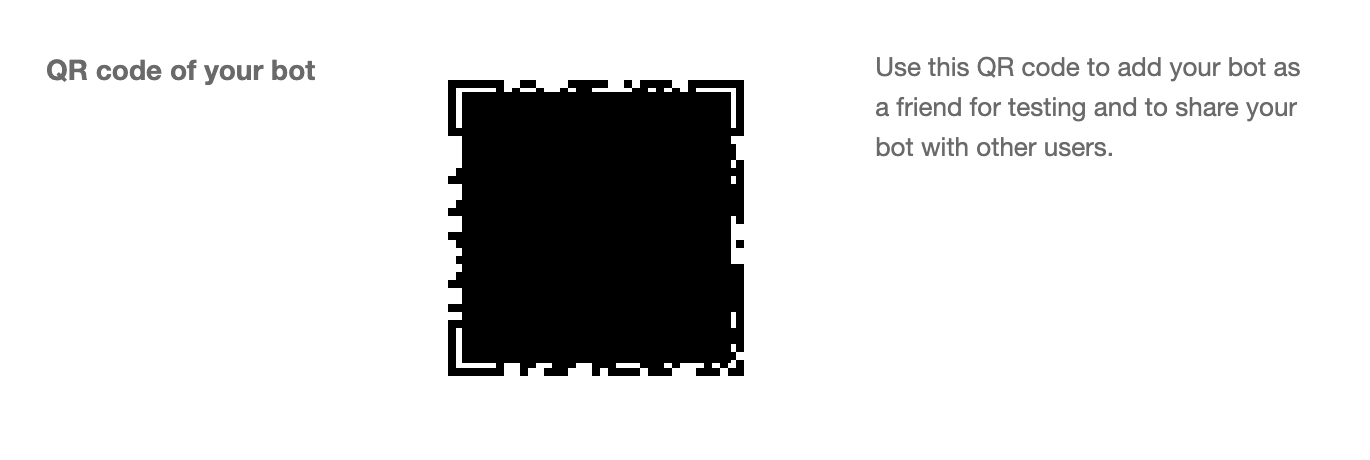 QR code of your bot
Use this QR code to add your bot as
a friend for testing and to share your
bot with other users.